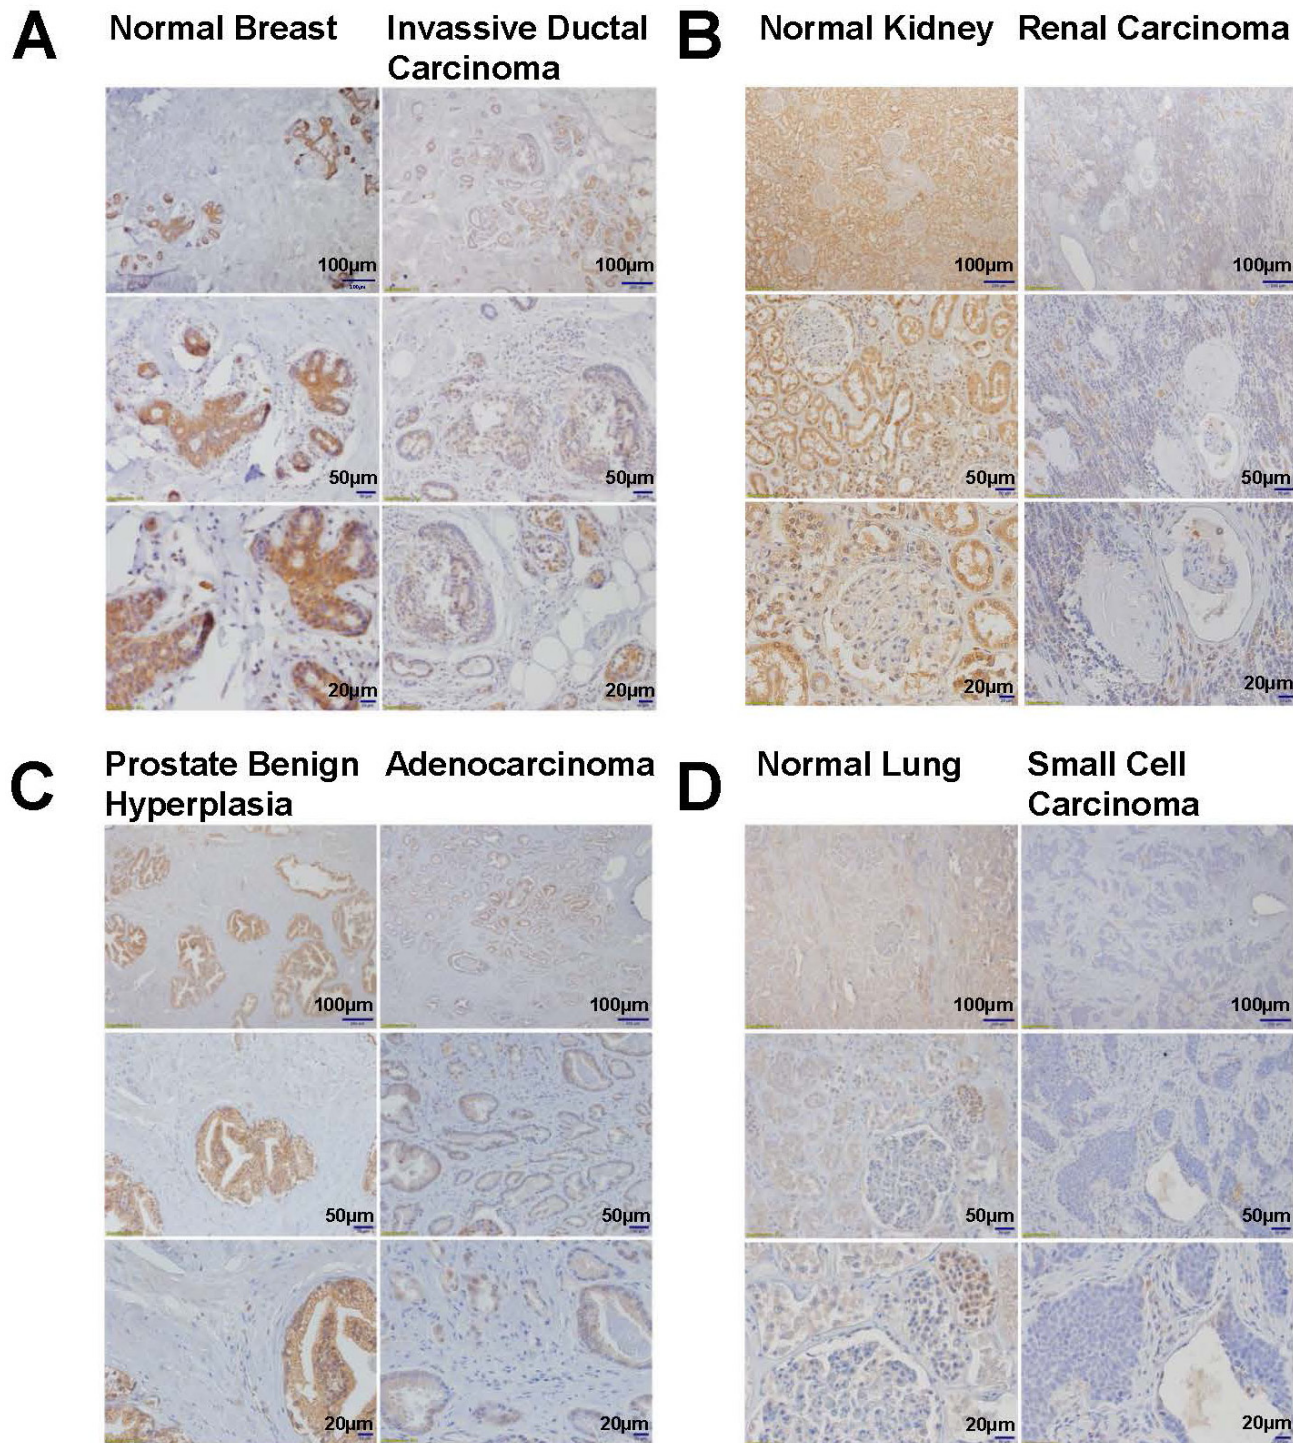 A
Normal Breast
Invassive Ductal
Carcinoma
100µm
100µm
50µm
50µm
20µm
20µm
B
Normal Kidney
Renal Carcinoma
100µm
100µm
50µm
50µm
20µm
20µm
C
Prostate Benign
Hyperplasia
Adenocarcinoma
100µm
100µm
50µm
50µm
20µm
20µm
D
Normal Lung
Small Cell
Carcinoma
100µm
100µm
50µm
50µm
20µm
20µm